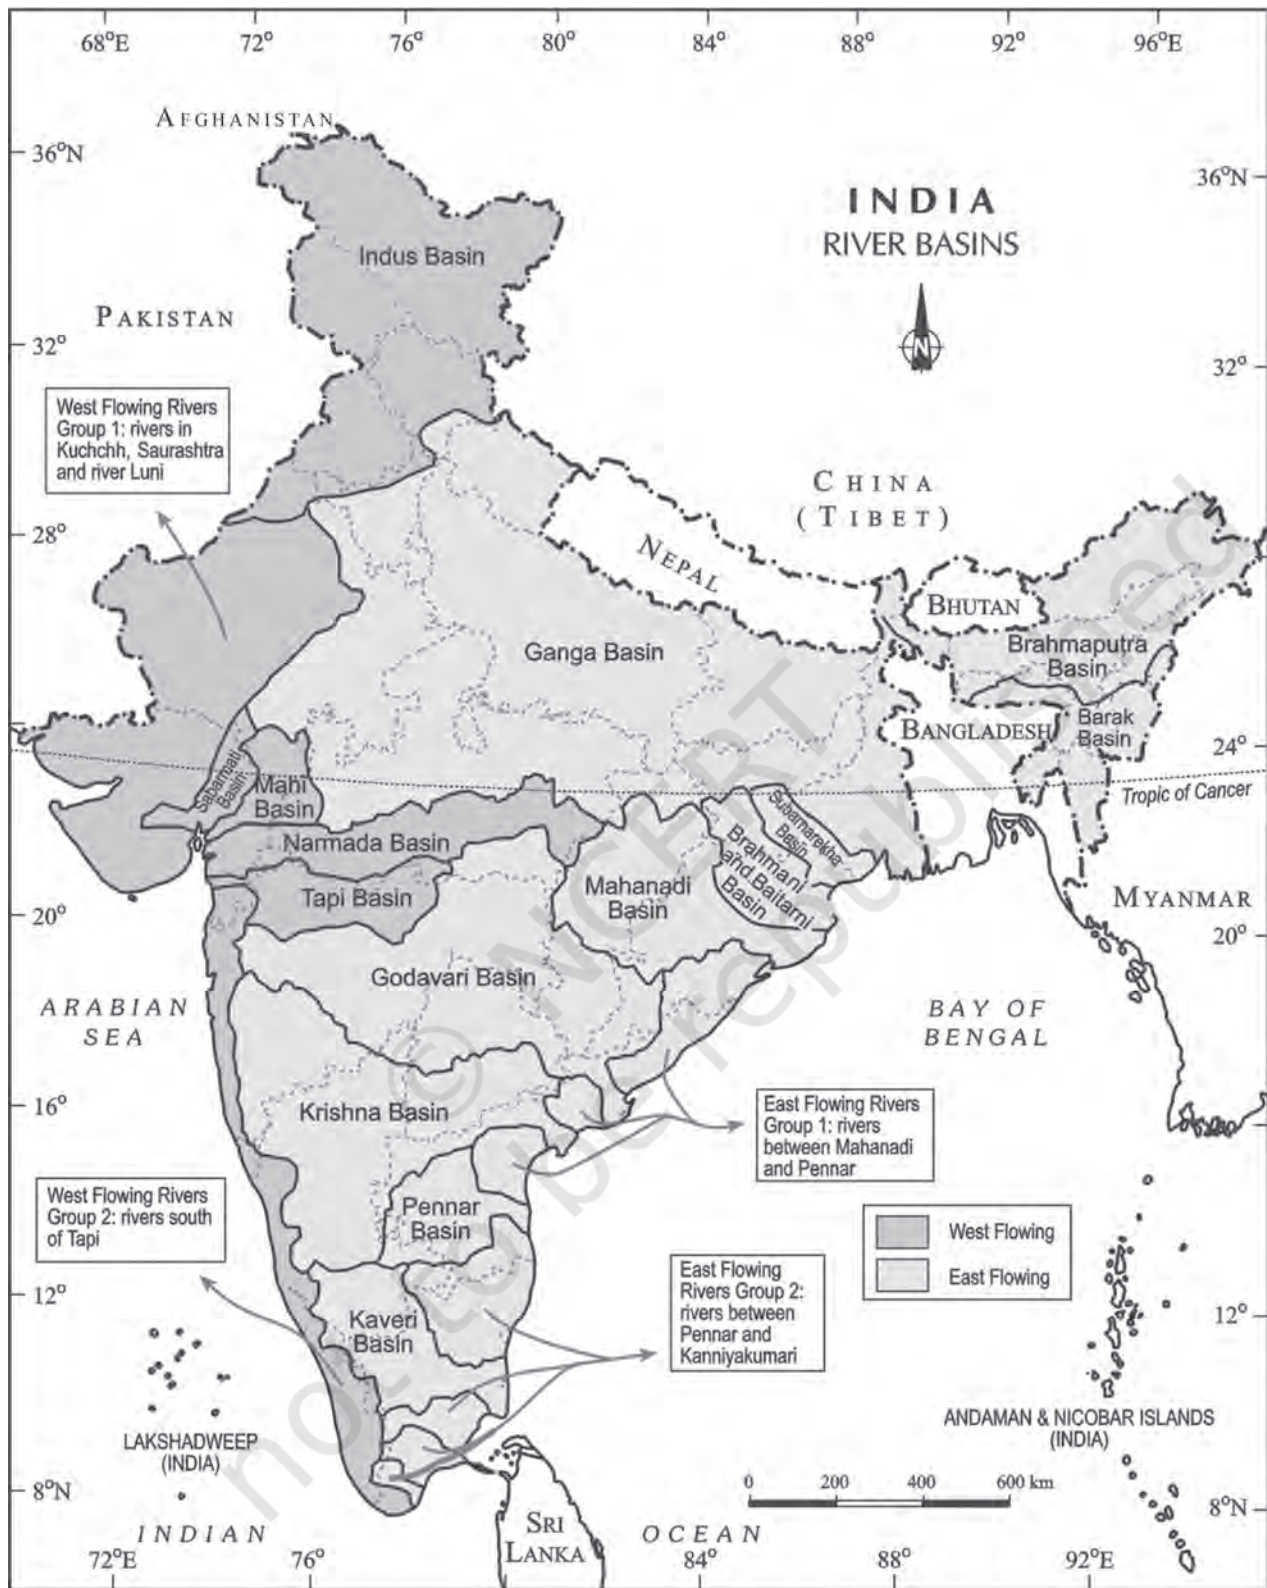 68°E 72° 76° 80° 84° 88° 92° 96°E
AFGHANISTAN
36°N
36°N
INDIA
RIVER BASINS
Indus Basin
N
PAKISTAN
32°
32°
West Flowing Rivers
Group 1: rivers in
Kuchchh, Saurashtra
and river Luni
CHINA
(TIBET)
28°
28°
NEPAL
BHUTAN
Ganga Basin
Brahmaputra
Basin
BANGLADESH
Barak
Basin
24°
Sabarmati
Basin
Mahi
Basin
Tropic of Cancer
Subarnarekha
Basin
Narmada Basin
Brahmani
and Baitarni
Basin
Tapi Basin
Mahanadi
Basin
MYANMAR
20°
20°
Godavari Basin
ARABIAN
SEA
BAY OF
BENGAL
16°
Krishna Basin
East Flowing Rivers
Group 1: rivers
between Mahanadi
and Pennar
West Flowing Rivers
Group 2: rivers south
of Tapi
Pennar
Basin
West Flowing
East Flowing
12°
12°
East Flowing
Rivers Group 2:
rivers between
Pennar and
Kanniyakumari
Kaveri
Basin
LAKSHADWEEP
(INDIA)
ANDAMAN & NICOBAR ISLANDS
(INDIA)
0 200 400 600 km
8°N
8°N
INDIAN OCEAN
SRI
LANKA
72°E 76° 84° 88° 92°E
© NCERT
not to be republished